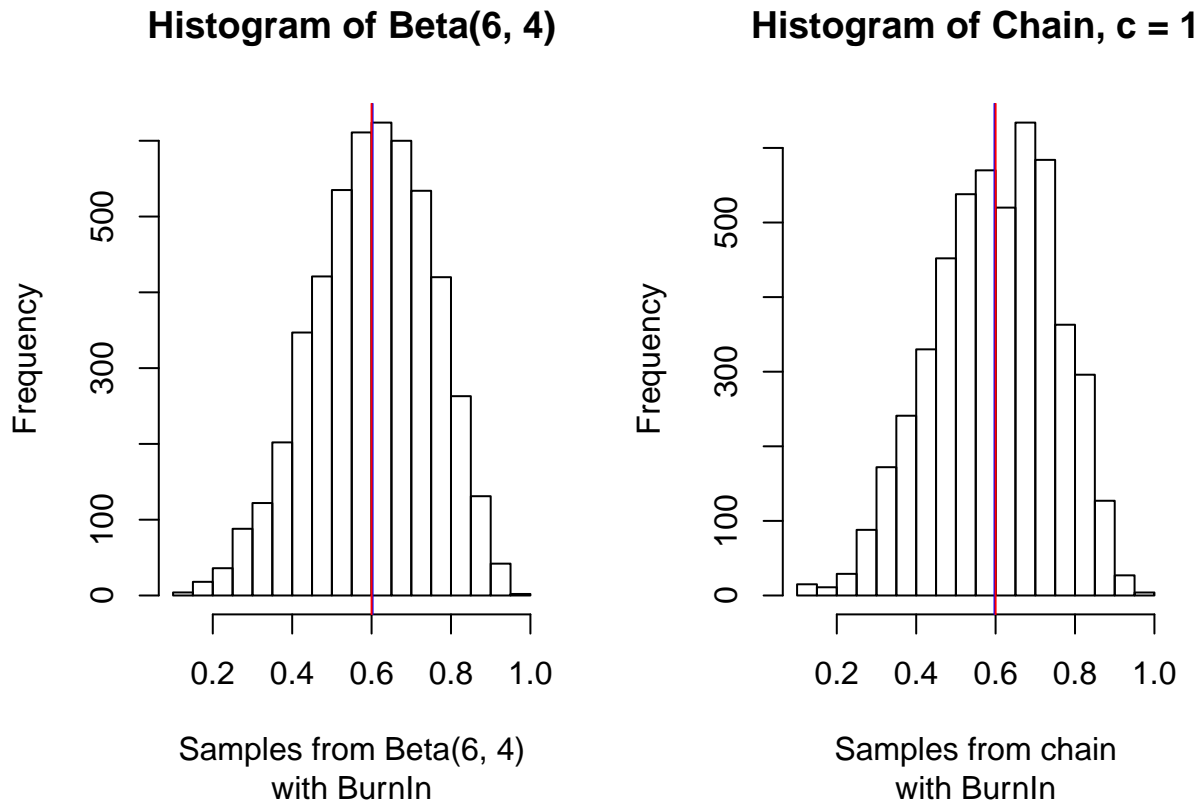 Histogram of Beta(6, 4)
Frequency
500
300
100
0
0.2 0.4 0.6 0.8 1.0
Samples from Beta(6, 4)
with BurnIn
Histogram of Chain, c = 1
Frequency
500
300
100
0
0.2 0.4 0.6 0.8 1.0
Samples from chain
with BurnIn